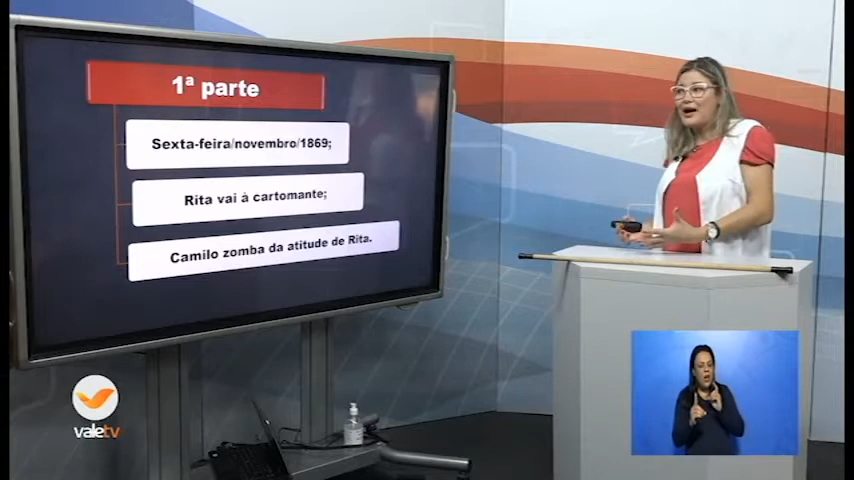 1ª parte
Sexta-feira/novembro/1869;
Rita vai à cartomante;
Camilo zomba da atitude de Rita.
valetv